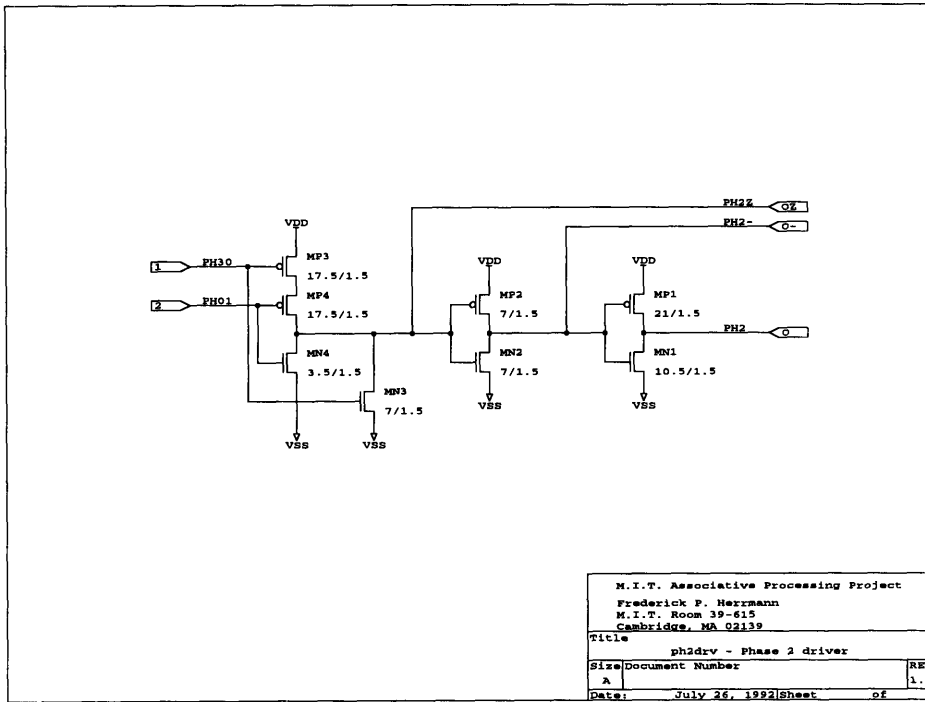 PH2Z OZ
PH2- O-
VDD
VDD
VDD
1 PH30
MP3
17.5/1.5
2 PH01
MP4
17.5/1.5
MP2
7/1.5
MP1
21/1.5
PH2 O
MN4
3.5/1.5
MN2
7/1.5
MN1
10.5/1.5
MN3
7/1.5
VSS
VSS
VSS
VSS
M.I.T. Associative Processing Project
Frederick P. Herrmann
M.I.T. Room 39-615
Cambridge, MA 02139
Title
ph2drv - Phase 2 driver
Size Document Number RE
A 1.
Date: July 26, 1992 Sheet of